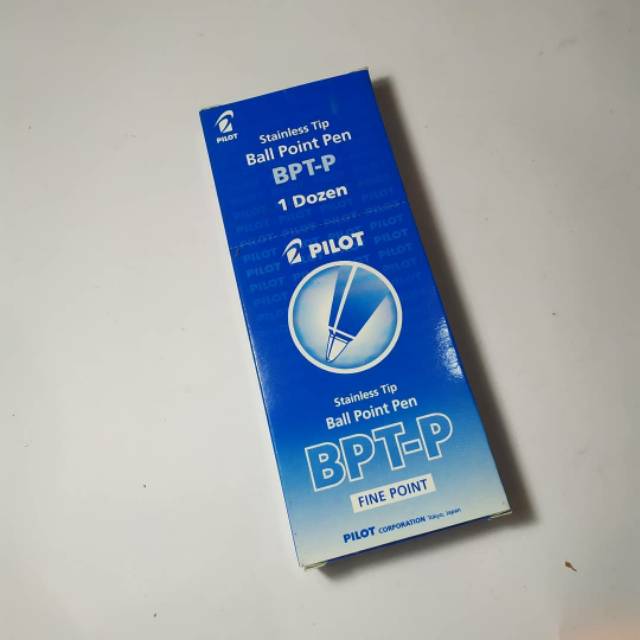 PILOT
Stainless Tip
Ball Point Pen
BPT-P
1 Dozen
PILOT
Stainless Tip
Ball Point Pen
BPT-P
FINE POINT
PILOT CORPORATION Tokyo, Japan